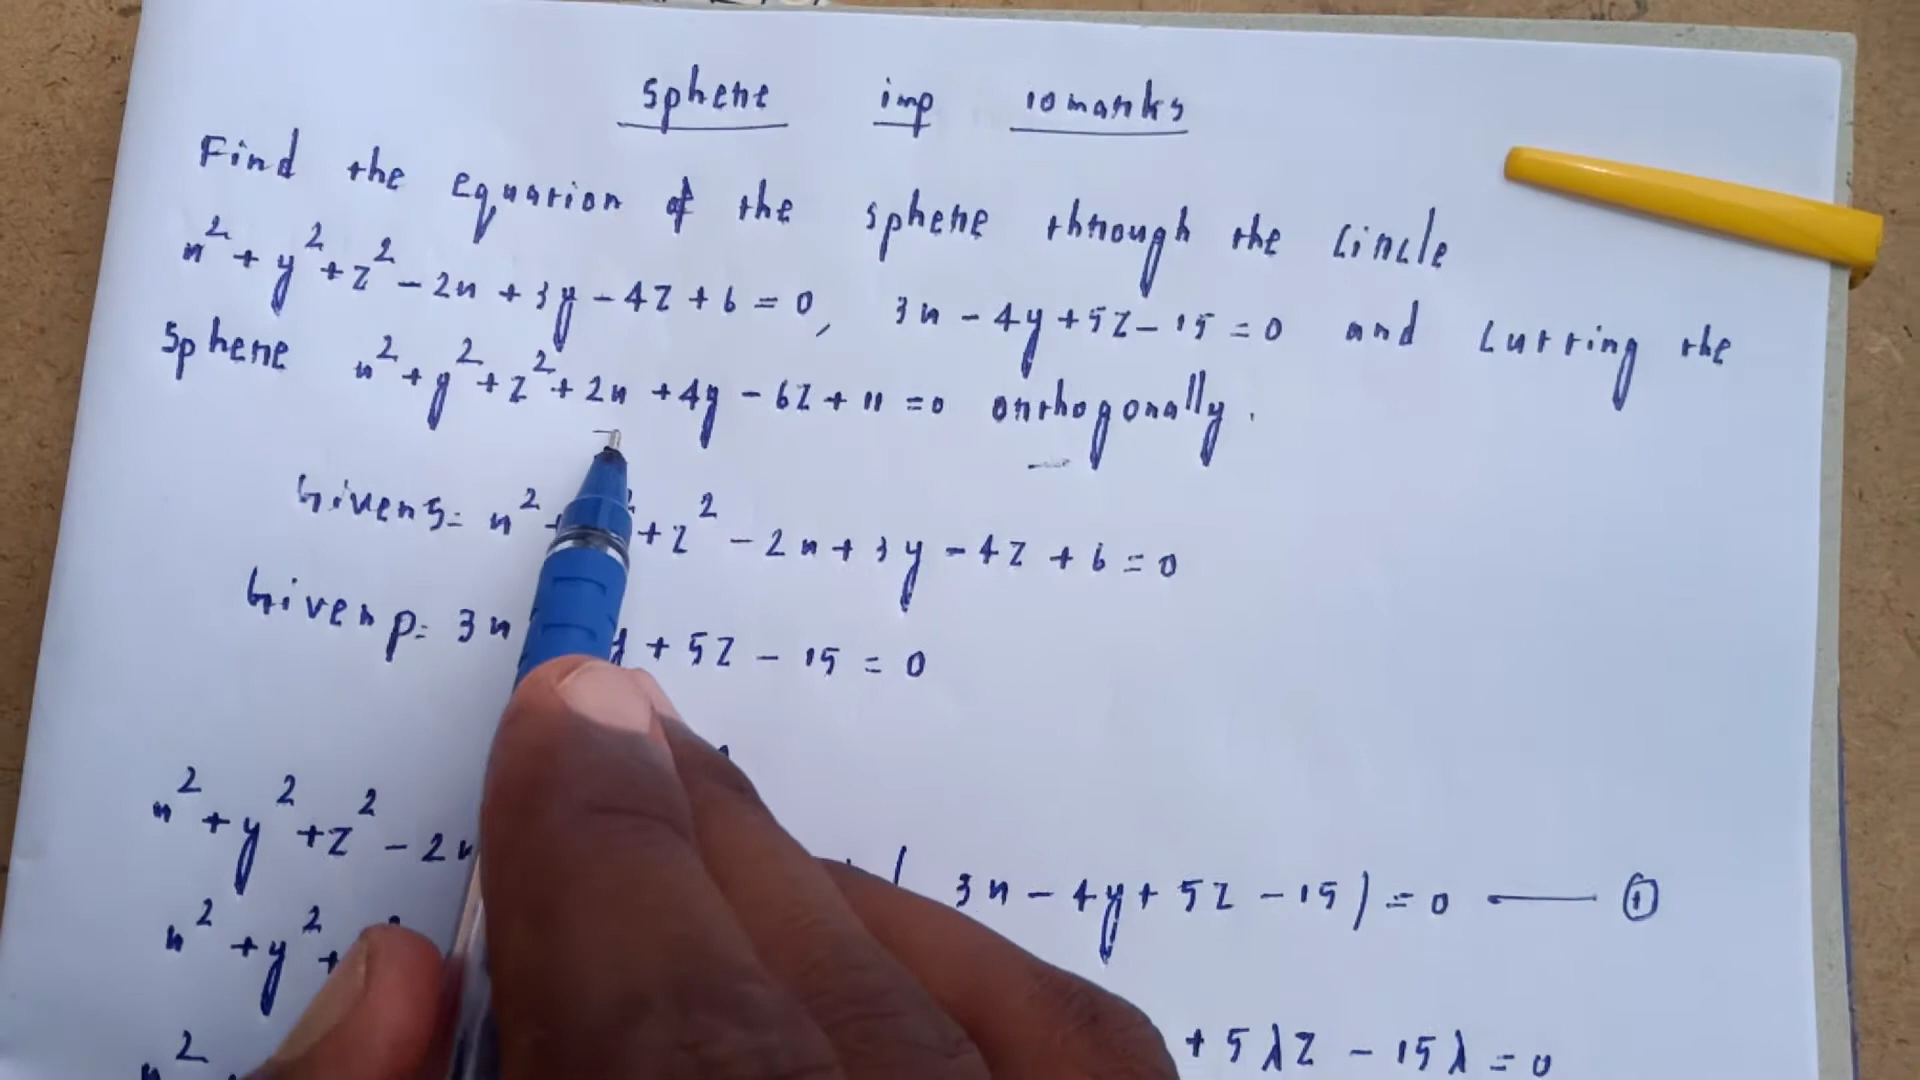 Sphere imp 10 marks
Find the equation of the sphere through the circle
x² + y² + z² - 2x + 3y - 4z + 6 = 0, 3x - 4y + 5z - 15 = 0 and cutting the
sphere x² + y² + z² + 2x + 4y - 6z + 11 = 0 orthogonally.
Given S = x² + z² - 2x + 3y - 4z + 6 = 0
Given p = 3x y + 5z - 15 = 0
x² + y² + z² - 2x ( 3x - 4y + 5z - 15) = 0 —— ①
x² + y² +
+ 5λz - 15λ = 0
x²